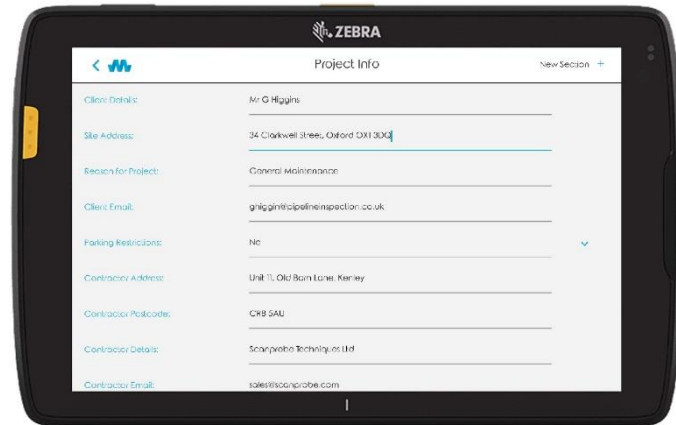 ZEBRA
Project Info
New Section +
Client Details:
Mr G Higgins
Site Address:
34 Clarkwell Street, Oxford OX1 3DQ
Reason for Project:
General Maintenance
Client Email:
ghiggin@pipelineinspection.co.uk
Parking Restrictions:
No
Contractor Address:
Unit 11, Old Barn Lane, Kenley
Contractor Postcode:
CR8 5AU
Contractor Details:
Scanprobe Techniques Ltd
Contractor Email:
sales@scanprobe.com